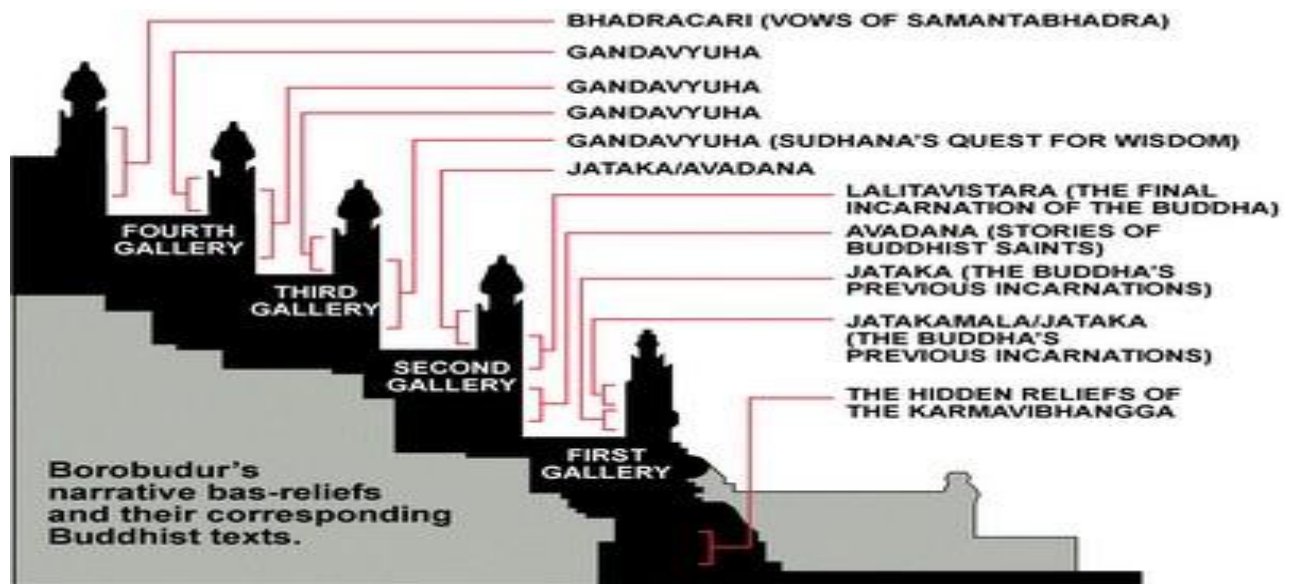 BHADRACARI (VOWS OF SAMANTABHADRA)
GANDAVYUHA
GANDAVYUHA
GANDAVYUHA
GANDAVYUHA (SUDHANA'S QUEST FOR WISDOM)
JATAKA/AVADANA
LALITAVISTARA (THE FINAL
INCARNATION OF THE BUDDHA)
AVADANA (STORIES OF
BUDDHIST SAINTS)
JATAKA (THE BUDDHA'S
PREVIOUS INCARNATIONS)
JATAKAMALA/JATAKA
(THE BUDDHA'S
PREVIOUS INCARNATIONS)
THE HIDDEN RELIEFS OF
THE KARMAVIBHANGGA
FOURTH
GALLERY
THIRD
GALLERY
SECOND
GALLERY
FIRST
GALLERY
Borobudur's
narrative bas-reliefs
and their corresponding
Buddhist texts.